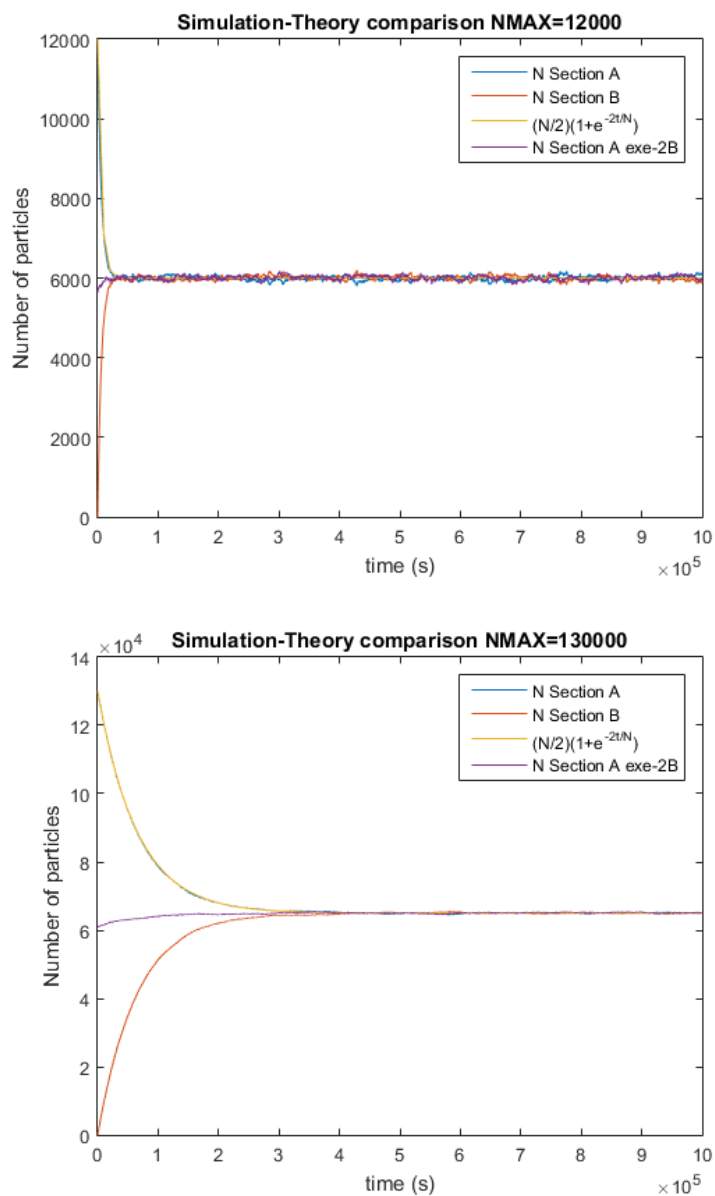 Simulation-Theory comparison NMAX=12000
12000
10000
8000
6000
4000
2000
0
Number of particles
N Section A
N Section B
(N/2)(1+e^-2t/N)
N Section A exe-2B
0 1 2 3 4 5 6 7 8 9 10
time (s)
×10^5
Simulation-Theory comparison NMAX=130000
×10^4
14
12
10
8
6
4
2
0
Number of particles
N Section A
N Section B
(N/2)(1+e^-2t/N)
N Section A exe-2B
0 1 2 3 4 5 6 7 8 9 10
time (s)
×10^5